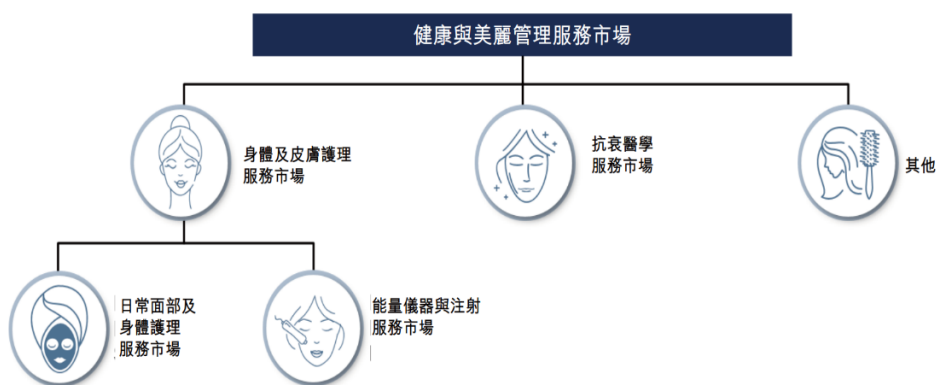 健康與美麗管理服務市場
身體及皮膚護理
服務市場
抗衰醫學
服務市場
其他
日常面部及
身體護理
服務市場
能量儀器與注射
服務市場